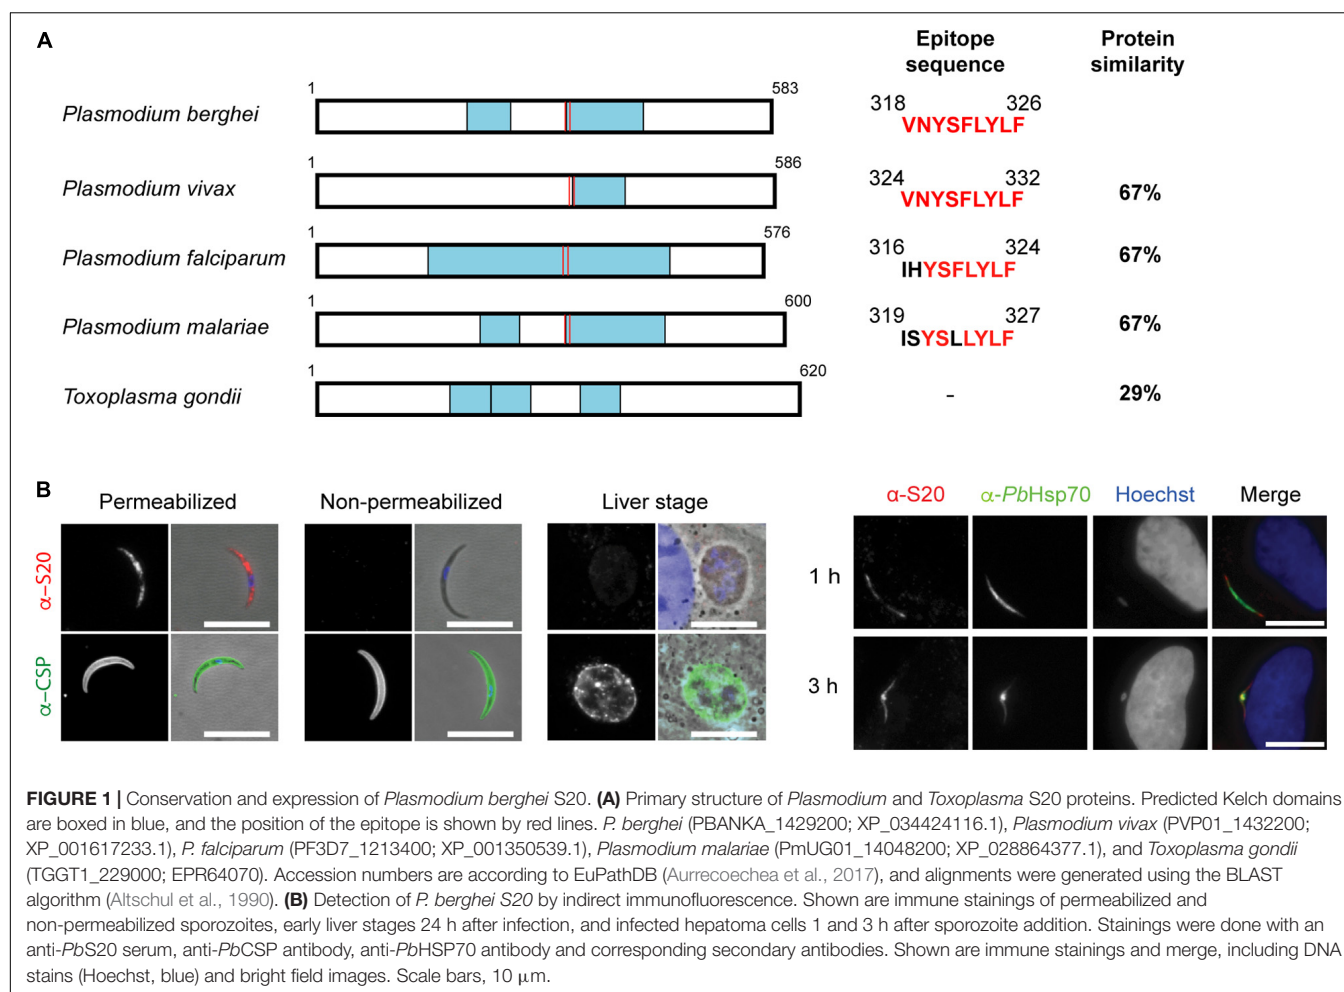 A
Epitope sequence
Protein similarity
Plasmodium berghei 1 583 318 326 VNYSFLYLF
Plasmodium vivax 1 586 324 332 VNYSFLYLF 67%
Plasmodium falciparum 1 576 316 324 IHYSFLYLF 67%
Plasmodium malariae 1 600 319 327 ISYSLLYLF 67%
Toxoplasma gondii 1 620 - 29%
B
Permeabilized Non-permeabilized Liver stage
α-S20
α-CSP
α-S20 α-PbHsp70 Hoechst Merge
1 h
3 h
FIGURE 1 | Conservation and expression of Plasmodium berghei S20. (A) Primary structure of Plasmodium and Toxoplasma S20 proteins. Predicted Kelch domains
are boxed in blue, and the position of the epitope is shown by red lines. P. berghei (PBANKA_1429200; XP_034424116.1), Plasmodium vivax (PVP01_1432200;
XP_001617233.1), P. falciparum (PF3D7_1213400; XP_001350539.1), Plasmodium malariae (PmUG01_14048200; XP_028864377.1), and Toxoplasma gondii
(TGGT1_229000; EPR64070). Accession numbers are according to EuPathDB (Aurrecoechea et al., 2017), and alignments were generated using the BLAST
algorithm (Altschul et al., 1990). (B) Detection of P. berghei S20 by indirect immunofluorescence. Shown are immune stainings of permeabilized and
non-permeabilized sporozoites, early liver stages 24 h after infection, and infected hepatoma cells 1 and 3 h after sporozoite addition. Stainings were done with an
anti-PbS20 serum, anti-PbCSP antibody, anti-PbHSP70 antibody and corresponding secondary antibodies. Shown are immune stainings and merge, including DNA
stains (Hoechst, blue) and bright field images. Scale bars, 10 μm.